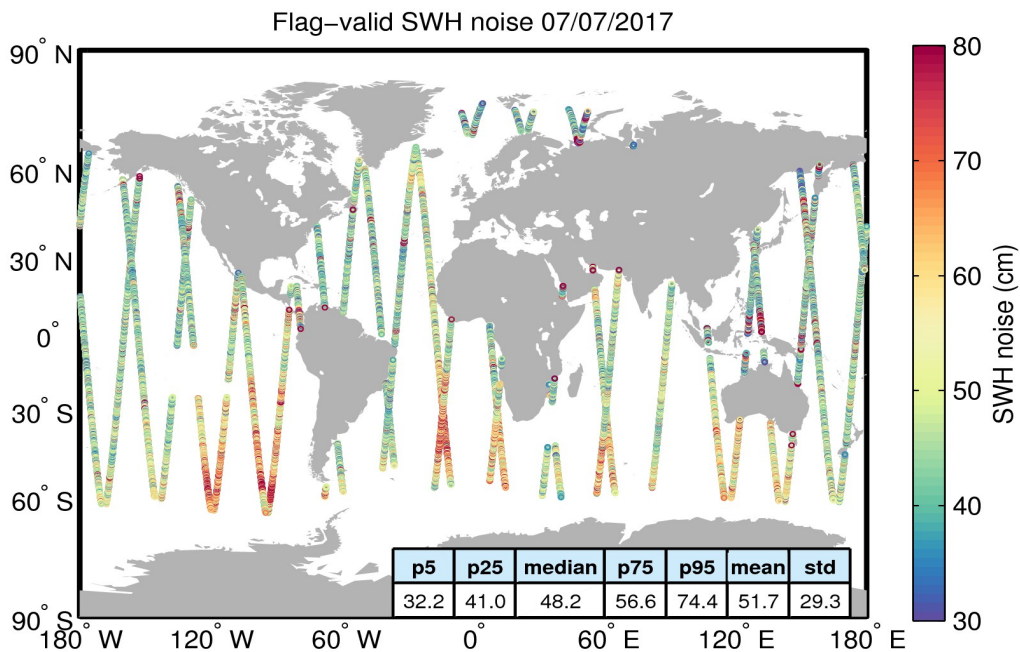 Flag−valid SWH noise 07/07/2017
90° N
60° N
30° N
0°
30° S
60° S
90° S
180° W
120° W
60° W
0°
60° E
120° E
180° E
p5 p25 median p75 p95 mean std
32.2 41.0 48.2 56.6 74.4 51.7 29.3
80
70
60
50
40
30
SWH noise (cm)